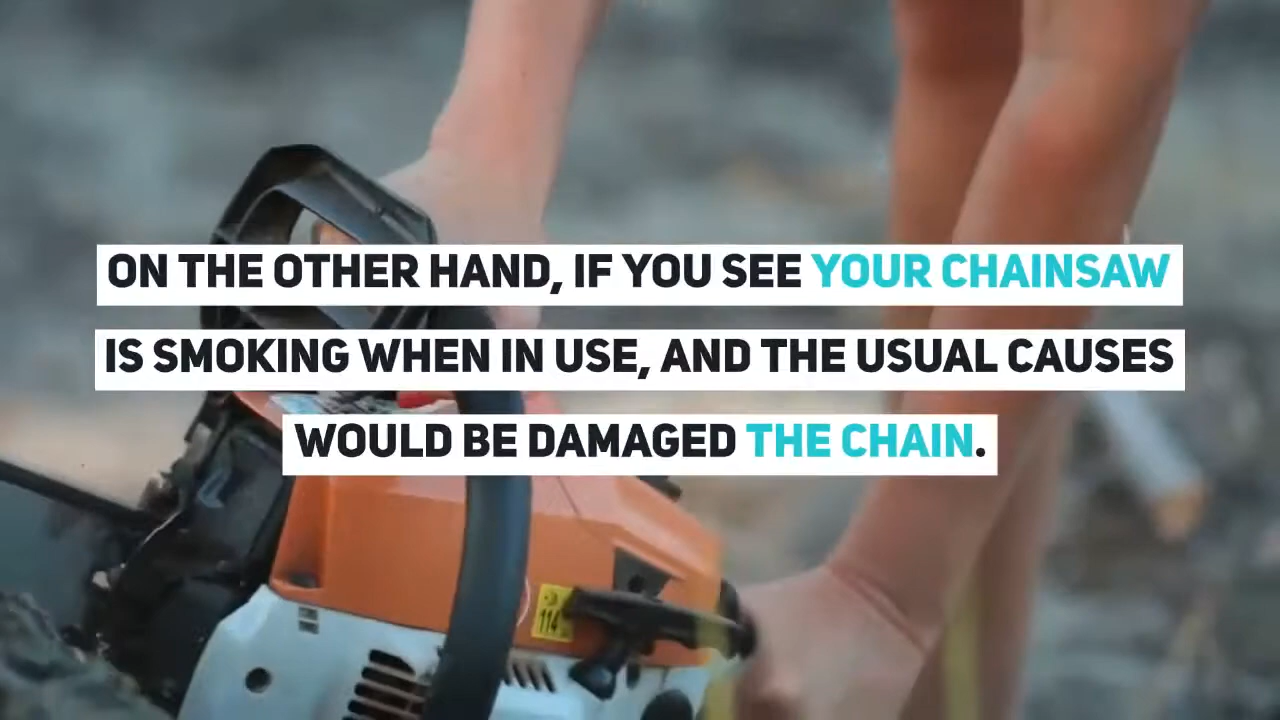 ON THE OTHER HAND, IF YOU SEE YOUR CHAINSAW
IS SMOKING WHEN IN USE, AND THE USUAL CAUSES
WOULD BE DAMAGED THE CHAIN.
114